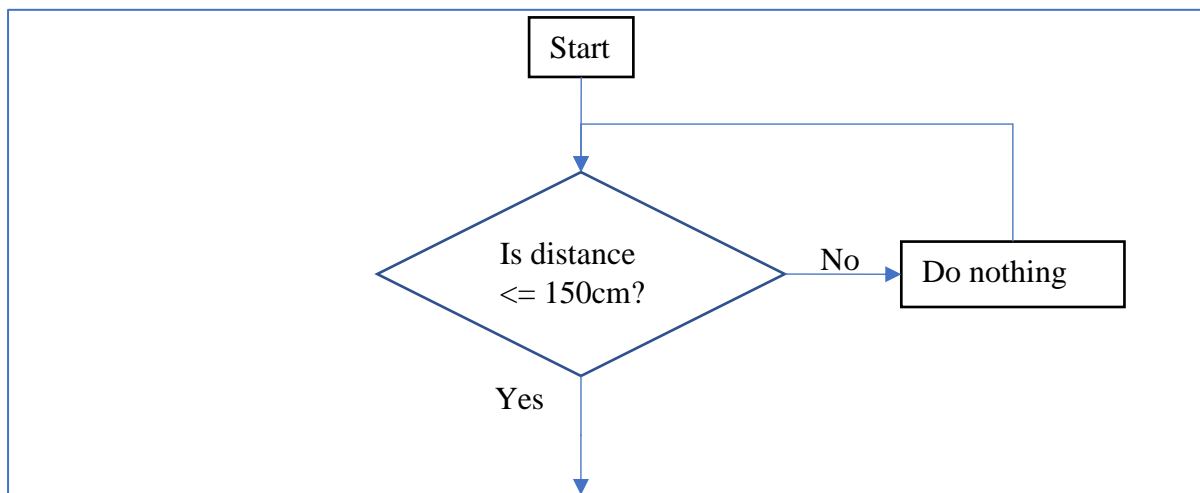 Start
Is distance
<= 150cm?
No
Do nothing
Yes